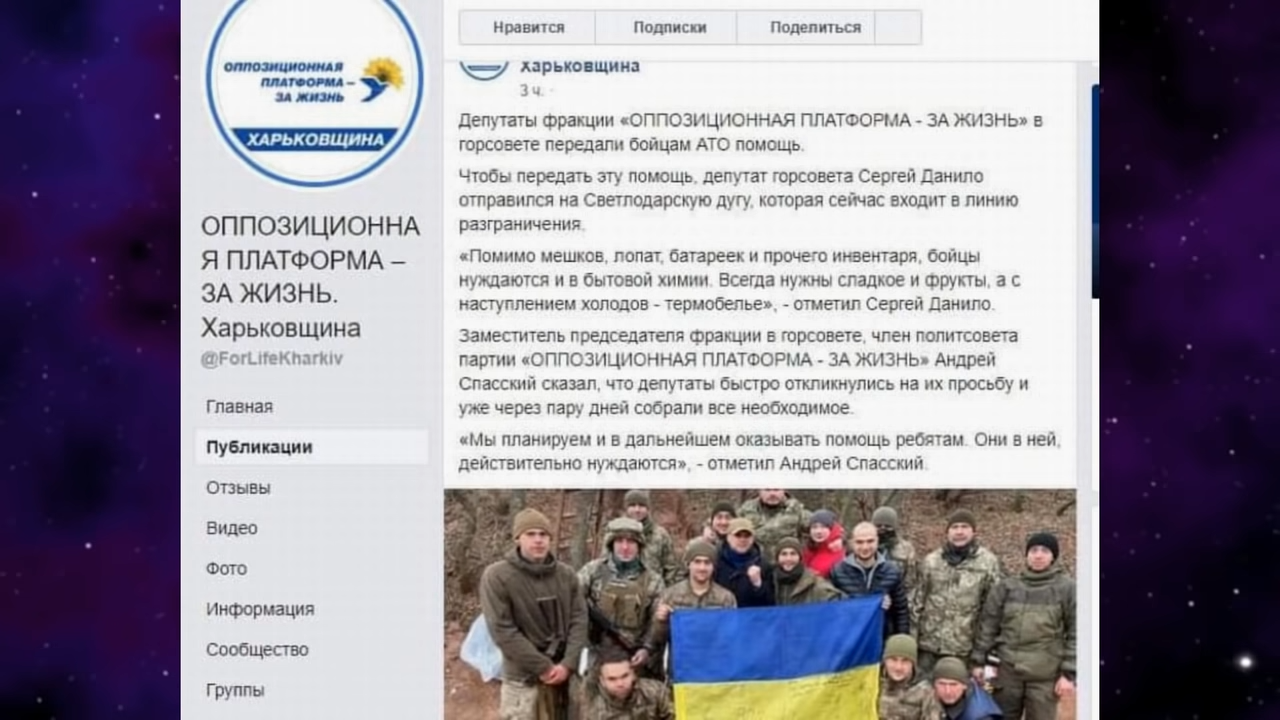 ОППОЗИЦИОННАЯ
ПЛАТФОРМА –
ЗА ЖИЗНЬ
ХАРЬКОВЩИНА
ОППОЗИЦИОННА
Я ПЛАТФОРМА –
ЗА ЖИЗНЬ.
Харьковщина
@ForLifeKharkiv
Главная
Публикации
Отзывы
Видео
Фото
Информация
Сообщество
Группы
Нравится Подписки Поделиться
Харьковщина
3 ч. ·
Депутаты фракции «ОППОЗИЦИОННАЯ ПЛАТФОРМА - ЗА ЖИЗНЬ» в
горсовете передали бойцам АТО помощь.
Чтобы передать эту помощь, депутат горсовета Сергей Данило
отправился на Светлодарскую дугу, которая сейчас входит в линию
разграничения.
«Помимо мешков, лопат, батареек и прочего инвентаря, бойцы
нуждаются и в бытовой химии. Всегда нужны сладкое и фрукты, а с
наступлением холодов - термобелье», - отметил Сергей Данило.
Заместитель председателя фракции в горсовете, член политсовета
партии «ОППОЗИЦИОННАЯ ПЛАТФОРМА - ЗА ЖИЗНЬ» Андрей
Спасский сказал, что депутаты быстро откликнулись на их просьбу и
уже через пару дней собрали все необходимое.
«Мы планируем и в дальнейшем оказывать помощь ребятам. Они в ней,
действительно нуждаются», - отметил Андрей Спасский.